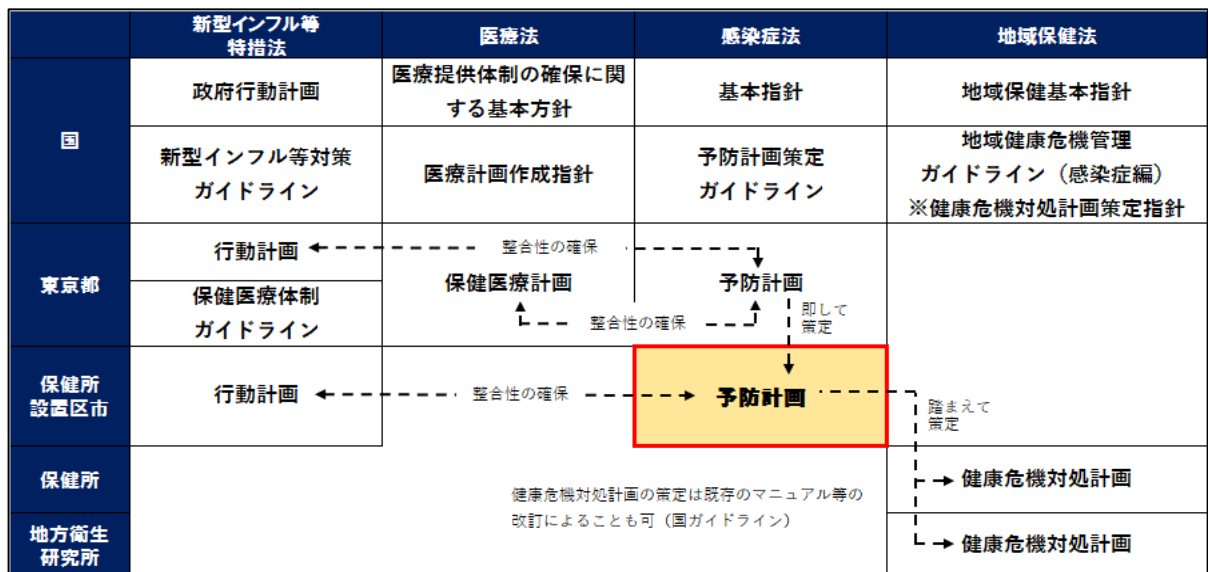 新型インフル等
特措法
医療法
感染症法
地域保健法
国
政府行動計画
医療提供体制の確保に関
する基本方針
基本指針
地域保健基本指針
新型インフル等対策
ガイドライン
医療計画作成指針
予防計画策定
ガイドライン
地域健康危機管理
ガイドライン（感染症編）
※健康危機対処計画策定指針
東京都
行動計画
整合性の確保
保健医療体制
ガイドライン
保健医療計画
予防計画
整合性の確保
即して
策定
保健所
設置区市
行動計画
整合性の確保
予防計画
踏まえて
策定
保健所
健康危機対処計画の策定は既存のマニュアル等の
改訂によることも可（国ガイドライン）
健康危機対処計画
地方衛生
研究所
健康危機対処計画